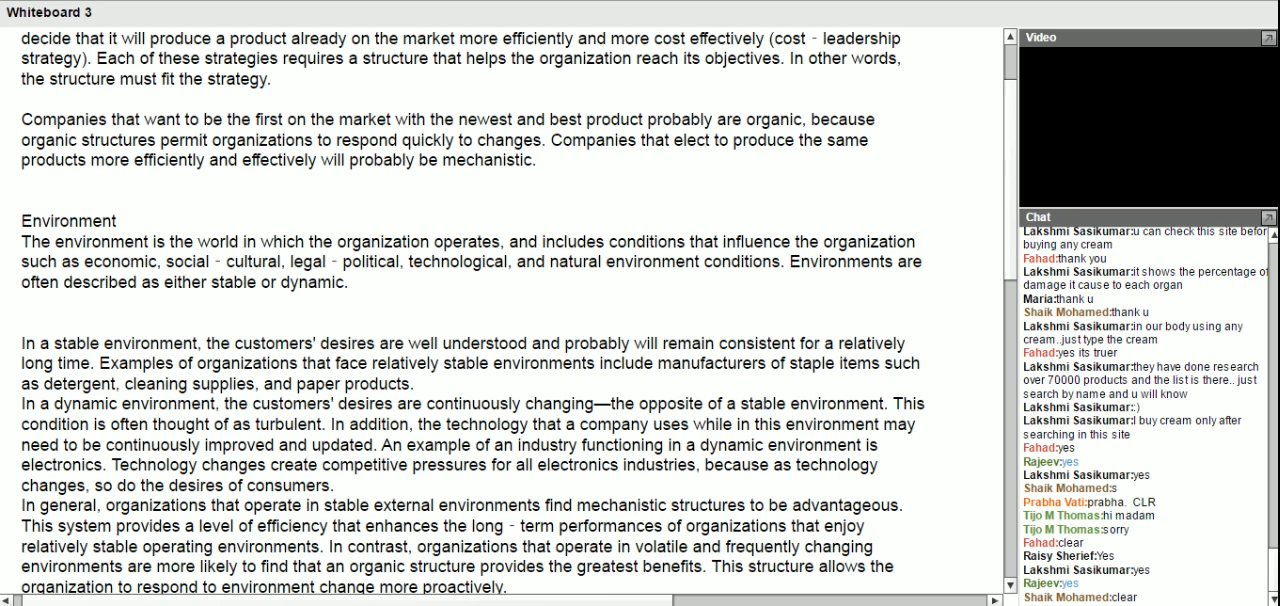 Whiteboard 3
decide that it will produce a product already on the market more efficiently and more cost effectively (cost - leadership
strategy). Each of these strategies requires a structure that helps the organization reach its objectives. In other words,
the structure must fit the strategy.
Companies that want to be the first on the market with the newest and best product probably are organic, because
organic structures permit organizations to respond quickly to changes. Companies that elect to produce the same
products more efficiently and effectively will probably be mechanistic.
Environment
The environment is the world in which the organization operates, and includes conditions that influence the organization
such as economic, social - cultural, legal - political, technological, and natural environment conditions. Environments are
often described as either stable or dynamic.
In a stable environment, the customers' desires are well understood and probably will remain consistent for a relatively
long time. Examples of organizations that face relatively stable environments include manufacturers of staple items such
as detergent, cleaning supplies, and paper products.
In a dynamic environment, the customers' desires are continuously changing—the opposite of a stable environment. This
condition is often thought of as turbulent. In addition, the technology that a company uses while in this environment may
need to be continuously improved and updated. An example of an industry functioning in a dynamic environment is
electronics. Technology changes create competitive pressures for all electronics industries, because as technology
changes, so do the desires of consumers.
In general, organizations that operate in stable external environments find mechanistic structures to be advantageous.
This system provides a level of efficiency that enhances the long - term performances of organizations that enjoy
relatively stable operating environments. In contrast, organizations that operate in volatile and frequently changing
environments are more likely to find that an organic structure provides the greatest benefits. This structure allows the
organization to respond to environment change more proactively.
Video
Chat
Lakshmi Sasikumar:u can check this site befor
buying any cream
Fahad:thank you
Lakshmi Sasikumar:it shows the percentage of
damage it cause to each organ
Maria:thank u
Shaik Mohamed:thank u
Lakshmi Sasikumar:in our body using any
cream..just type the cream
Fahad:yes its truer
Lakshmi Sasikumar:they have done research
over 70000 products and the list is there.. just
search by name and u will know
Lakshmi Sasikumar::)
Lakshmi Sasikumar:I buy cream only after
searching in this site
Fahad:yes
Rajeev:yes
Lakshmi Sasikumar:yes
Shaik Mohamed:s
Prabha Vati:prabha. CLR
Tijo M Thomas:hi madam
Tijo M Thomas:sorry
Fahad:clear
Raisy Sherief:Yes
Lakshmi Sasikumar:yes
Rajeev:yes
Shaik Mohamed:clear